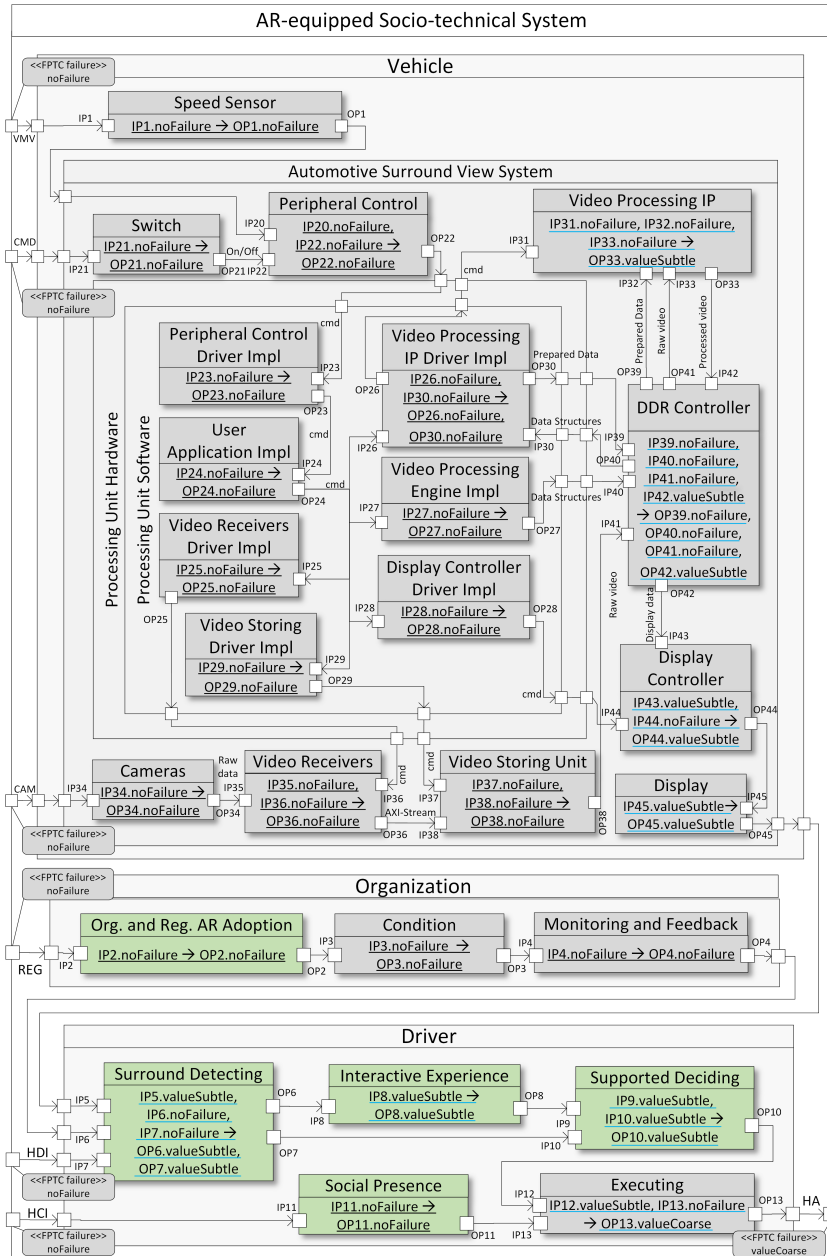 AR-equipped Socio-technical System
<<FPTC failure>>
noFailure
Vehicle
Speed Sensor
IP1.noFailure → OP1.noFailure
IP1
OP1
VMV
Automotive Surround View System
Switch
IP21.noFailure →
OP21.noFailure
CMD
IP21
On/Off
OP21
IP22
IP20
Peripheral Control
IP20.noFailure,
IP22.noFailure →
OP22.noFailure
OP22
cmd
IP31
Video Processing IP
IP31.noFailure, IP32.noFailure,
IP33.noFailure →
OP33.valueSubtle
IP32
IP33
OP33
<<FPTC failure>>
noFailure
Prepared Data
Raw video
Processed video
OP39
OP41
IP42
Processing Unit Hardware
Processing Unit Software
cmd
Peripheral Control
Driver Impl
IP23.noFailure →
OP23.noFailure
IP23
OP23
cmd
Video Processing
IP Driver Impl
IP26.noFailure,
IP30.noFailure →
OP26.noFailure,
OP30.noFailure
OP26
IP26
Prepared Data
OP30
Data Structures
IP30
DDR Controller
IP39.noFailure,
IP40.noFailure,
IP41.noFailure,
IP42.valueSubtle
→ OP39.noFailure,
OP40.noFailure,
OP41.noFailure,
OP42.valueSubtle
IP39
OP40
IP40
IP41
OP42
User
Application Impl
IP24.noFailure →
OP24.noFailure
IP24
OP24
cmd
Video Processing
Engine Impl
IP27.noFailure →
OP27.noFailure
IP27
OP27
Data Structures
Video Receivers
Driver Impl
IP25.noFailure →
OP25.noFailure
IP25
OP25
Display Controller
Driver Impl
IP28.noFailure →
OP28.noFailure
IP28
OP28
Raw video
Display data
IP43
Video Storing
Driver Impl
IP29.noFailure →
OP29.noFailure
IP29
OP29
cmd
Display
Controller
IP43.valueSubtle,
IP44.noFailure →
OP44.valueSubtle
IP44
OP44
Cameras
IP34.noFailure →
OP34.noFailure
CAM
IP34
Raw
data
IP35
OP34
Video Receivers
IP35.noFailure,
IP36.noFailure →
OP36.noFailure
cmd
IP36
AXI-Stream
OP36
cmd
IP37
IP38
Video Storing Unit
IP37.noFailure,
IP38.noFailure →
OP38.noFailure
OP38
Display
IP45.valueSubtle→
OP45.valueSubtle
IP45
OP45
<<FPTC failure>>
noFailure
<<FPTC failure>>
noFailure
Organization
Org. and Reg. AR Adoption
IP2.noFailure → OP2.noFailure
REG
IP2
IP3
OP2
Condition
IP3.noFailure →
OP3.noFailure
IP4
OP3
Monitoring and Feedback
IP4.noFailure → OP4.noFailure
OP4
Driver
Surround Detecting
IP5.valueSubtle,
IP6.noFailure,
IP7.noFailure →
OP6.valueSubtle,
OP7.valueSubtle
IP5
IP6
HDI
IP7
OP6
OP7
Interactive Experience
IP8.valueSubtle →
OP8.valueSubtle
IP8
OP8
Supported Deciding
IP9.valueSubtle,
IP10.valueSubtle →
OP10.valueSubtle
IP9
IP10
OP10
<<FPTC failure>>
noFailure
HCI
Social Presence
IP11.noFailure →
OP11.noFailure
IP11
OP11
Executing
IP12.valueSubtle, IP13.noFailure
→ OP13.valueCoarse
IP12
IP13
OP13
HA
<<FPTC failure>>
noFailure
<<FPTC failure>>
valueCoarse